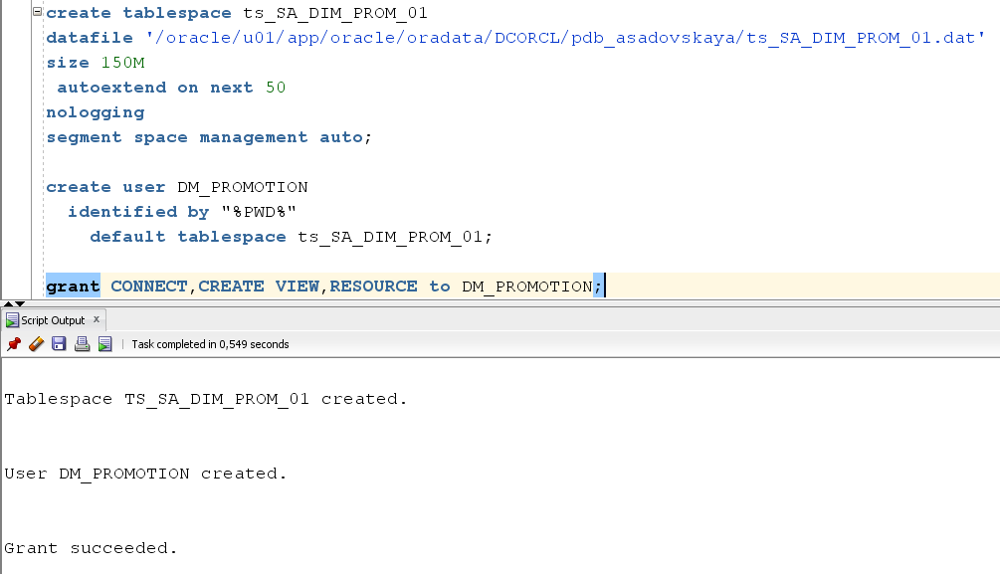 create tablespace ts_SA_DIM_PROM_01
datafile '/oracle/u01/app/oracle/oradata/DCORCL/pdb_asadovskaya/ts_SA_DIM_PROM_01.dat'
size 150M
autoextend on next 50
nologging
segment space management auto;
create user DM_PROMOTION
identified by "%PWD%"
default tablespace ts_SA_DIM_PROM_01;
grant CONNECT,CREATE VIEW,RESOURCE to DM_PROMOTION;
Script Output x
Task completed in 0,549 seconds
Tablespace TS_SA_DIM_PROM_01 created.
User DM_PROMOTION created.
Grant succeeded.